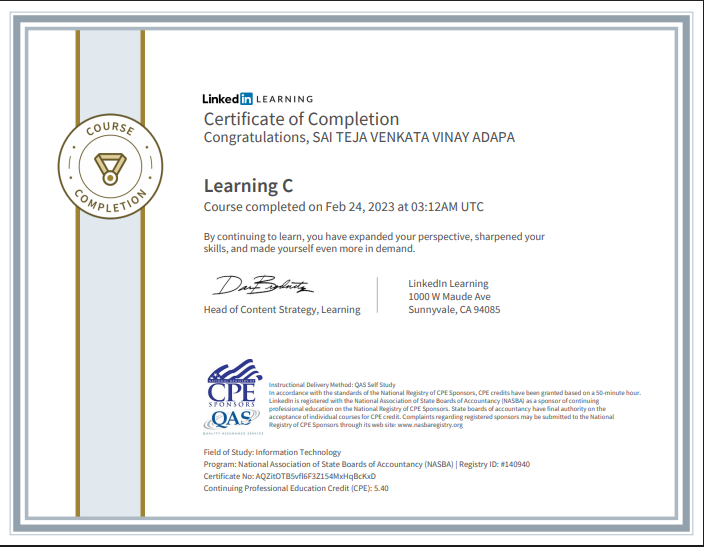 COURSE
COMPLETION
Linked in LEARNING
Certificate of Completion
Congratulations, SAI TEJA VENKATA VINAY ADAPA
Learning C
Course completed on Feb 24, 2023 at 03:12AM UTC
By continuing to learn, you have expanded your perspective, sharpened your
skills, and made yourself even more in demand.
Head of Content Strategy, Learning
LinkedIn Learning
1000 W Maude Ave
Sunnyvale, CA 94085
NATIONAL REGISTRY OF
CPE
SPONSORS
QAS
QUALITY ASSURANCE SERVICE
Instructional Delivery Method: QAS Self Study
In accordance with the standards of the National Registry of CPE Sponsors, CPE credits have been granted based on a 50-minute hour.
LinkedIn is registered with the National Association of State Boards of Accountancy (NASBA) as a sponsor of continuing
professional education on the National Registry of CPE Sponsors. State boards of accountancy have final authority on the
acceptance of individual courses for CPE credit. Complaints regarding registered sponsors may be submitted to the National
Registry of CPE Sponsors through its web site: www.nasbaregistry.org
Field of Study: Information Technology
Program: National Association of State Boards of Accountancy (NASBA) | Registry ID: #140940
Certificate No: AQZitOTB5vfl6F3Z154MxHqBcKxD
Continuing Professional Education Credit (CPE): 5.40